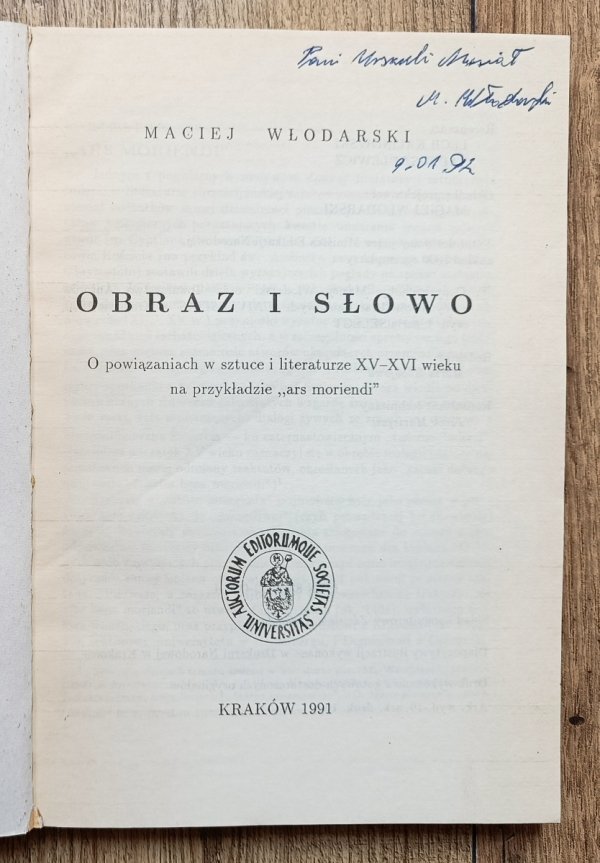 Pani Urszuli
M. Włodarski
9.01.92
MACIEJ WŁODARSKI
OBRAZ I SŁOWO
O powiązaniach w sztuce i literaturze XV–XVI wieku
na przykładzie ,,ars moriendi”
AUCTORUM EDITORUMQUE SOCIETAS
UNIVERSITAS
KRAKÓW 1991